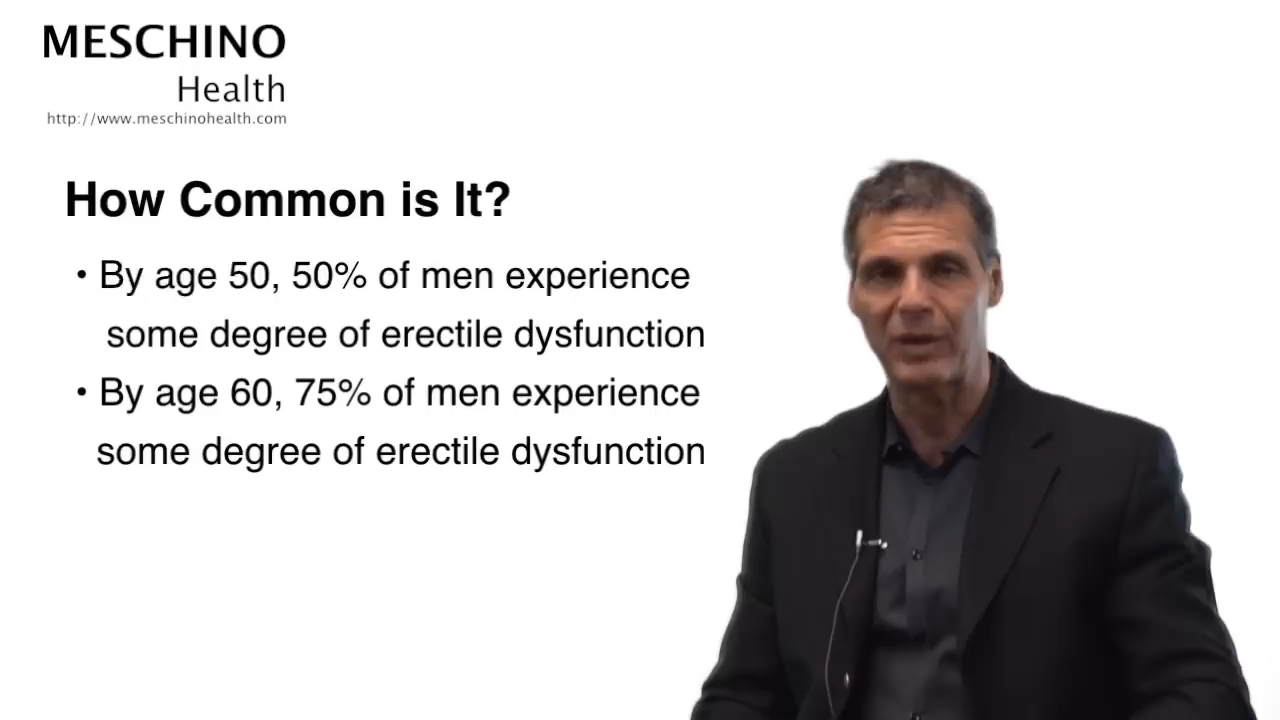 MESCHINO
Health
http://www.meschinohealth.com
How Common is It?
• By age 50, 50% of men experience
some degree of erectile dysfunction
• By age 60, 75% of men experience
some degree of erectile dysfunction